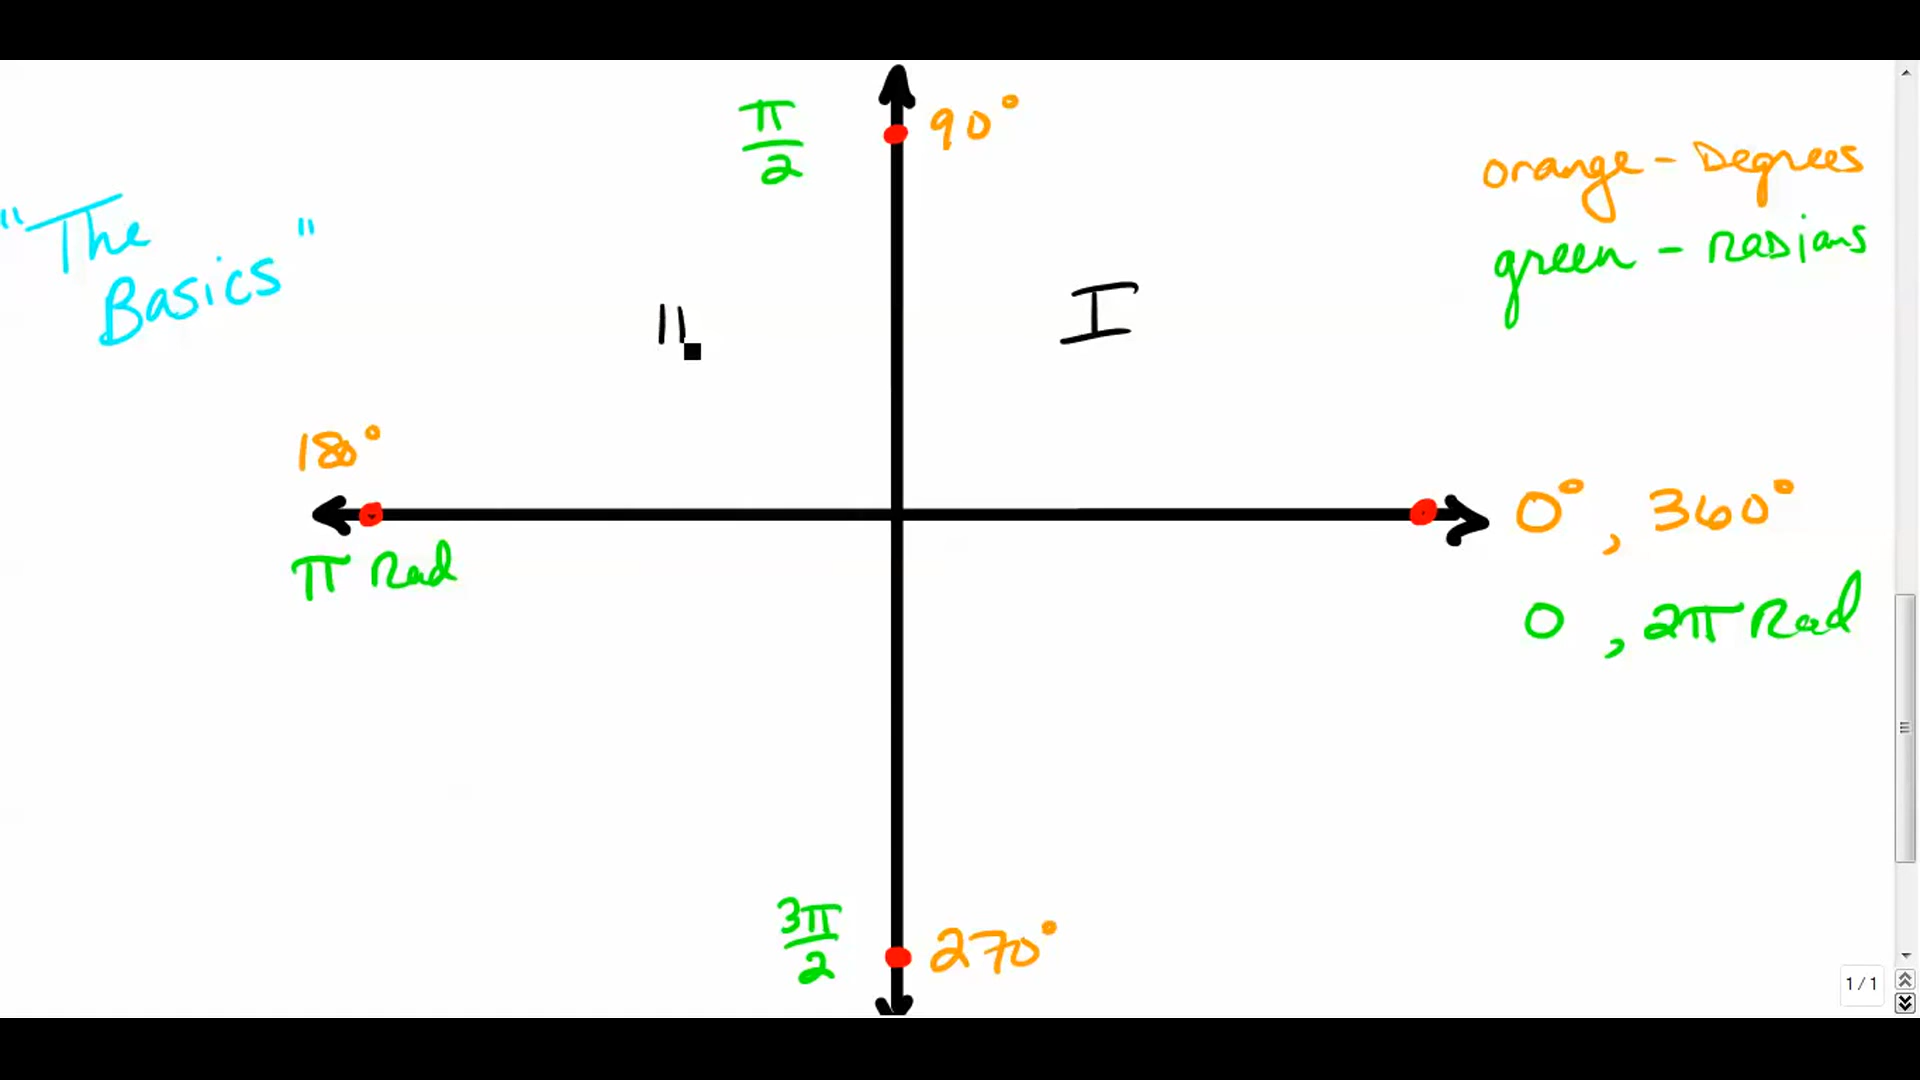 π/2
90°
orange - Degrees
green - Radians
"The
Basics"
11
I
180°
0°, 360°
π Rad
0, 2π Rad
3π/2
270°
1 / 1